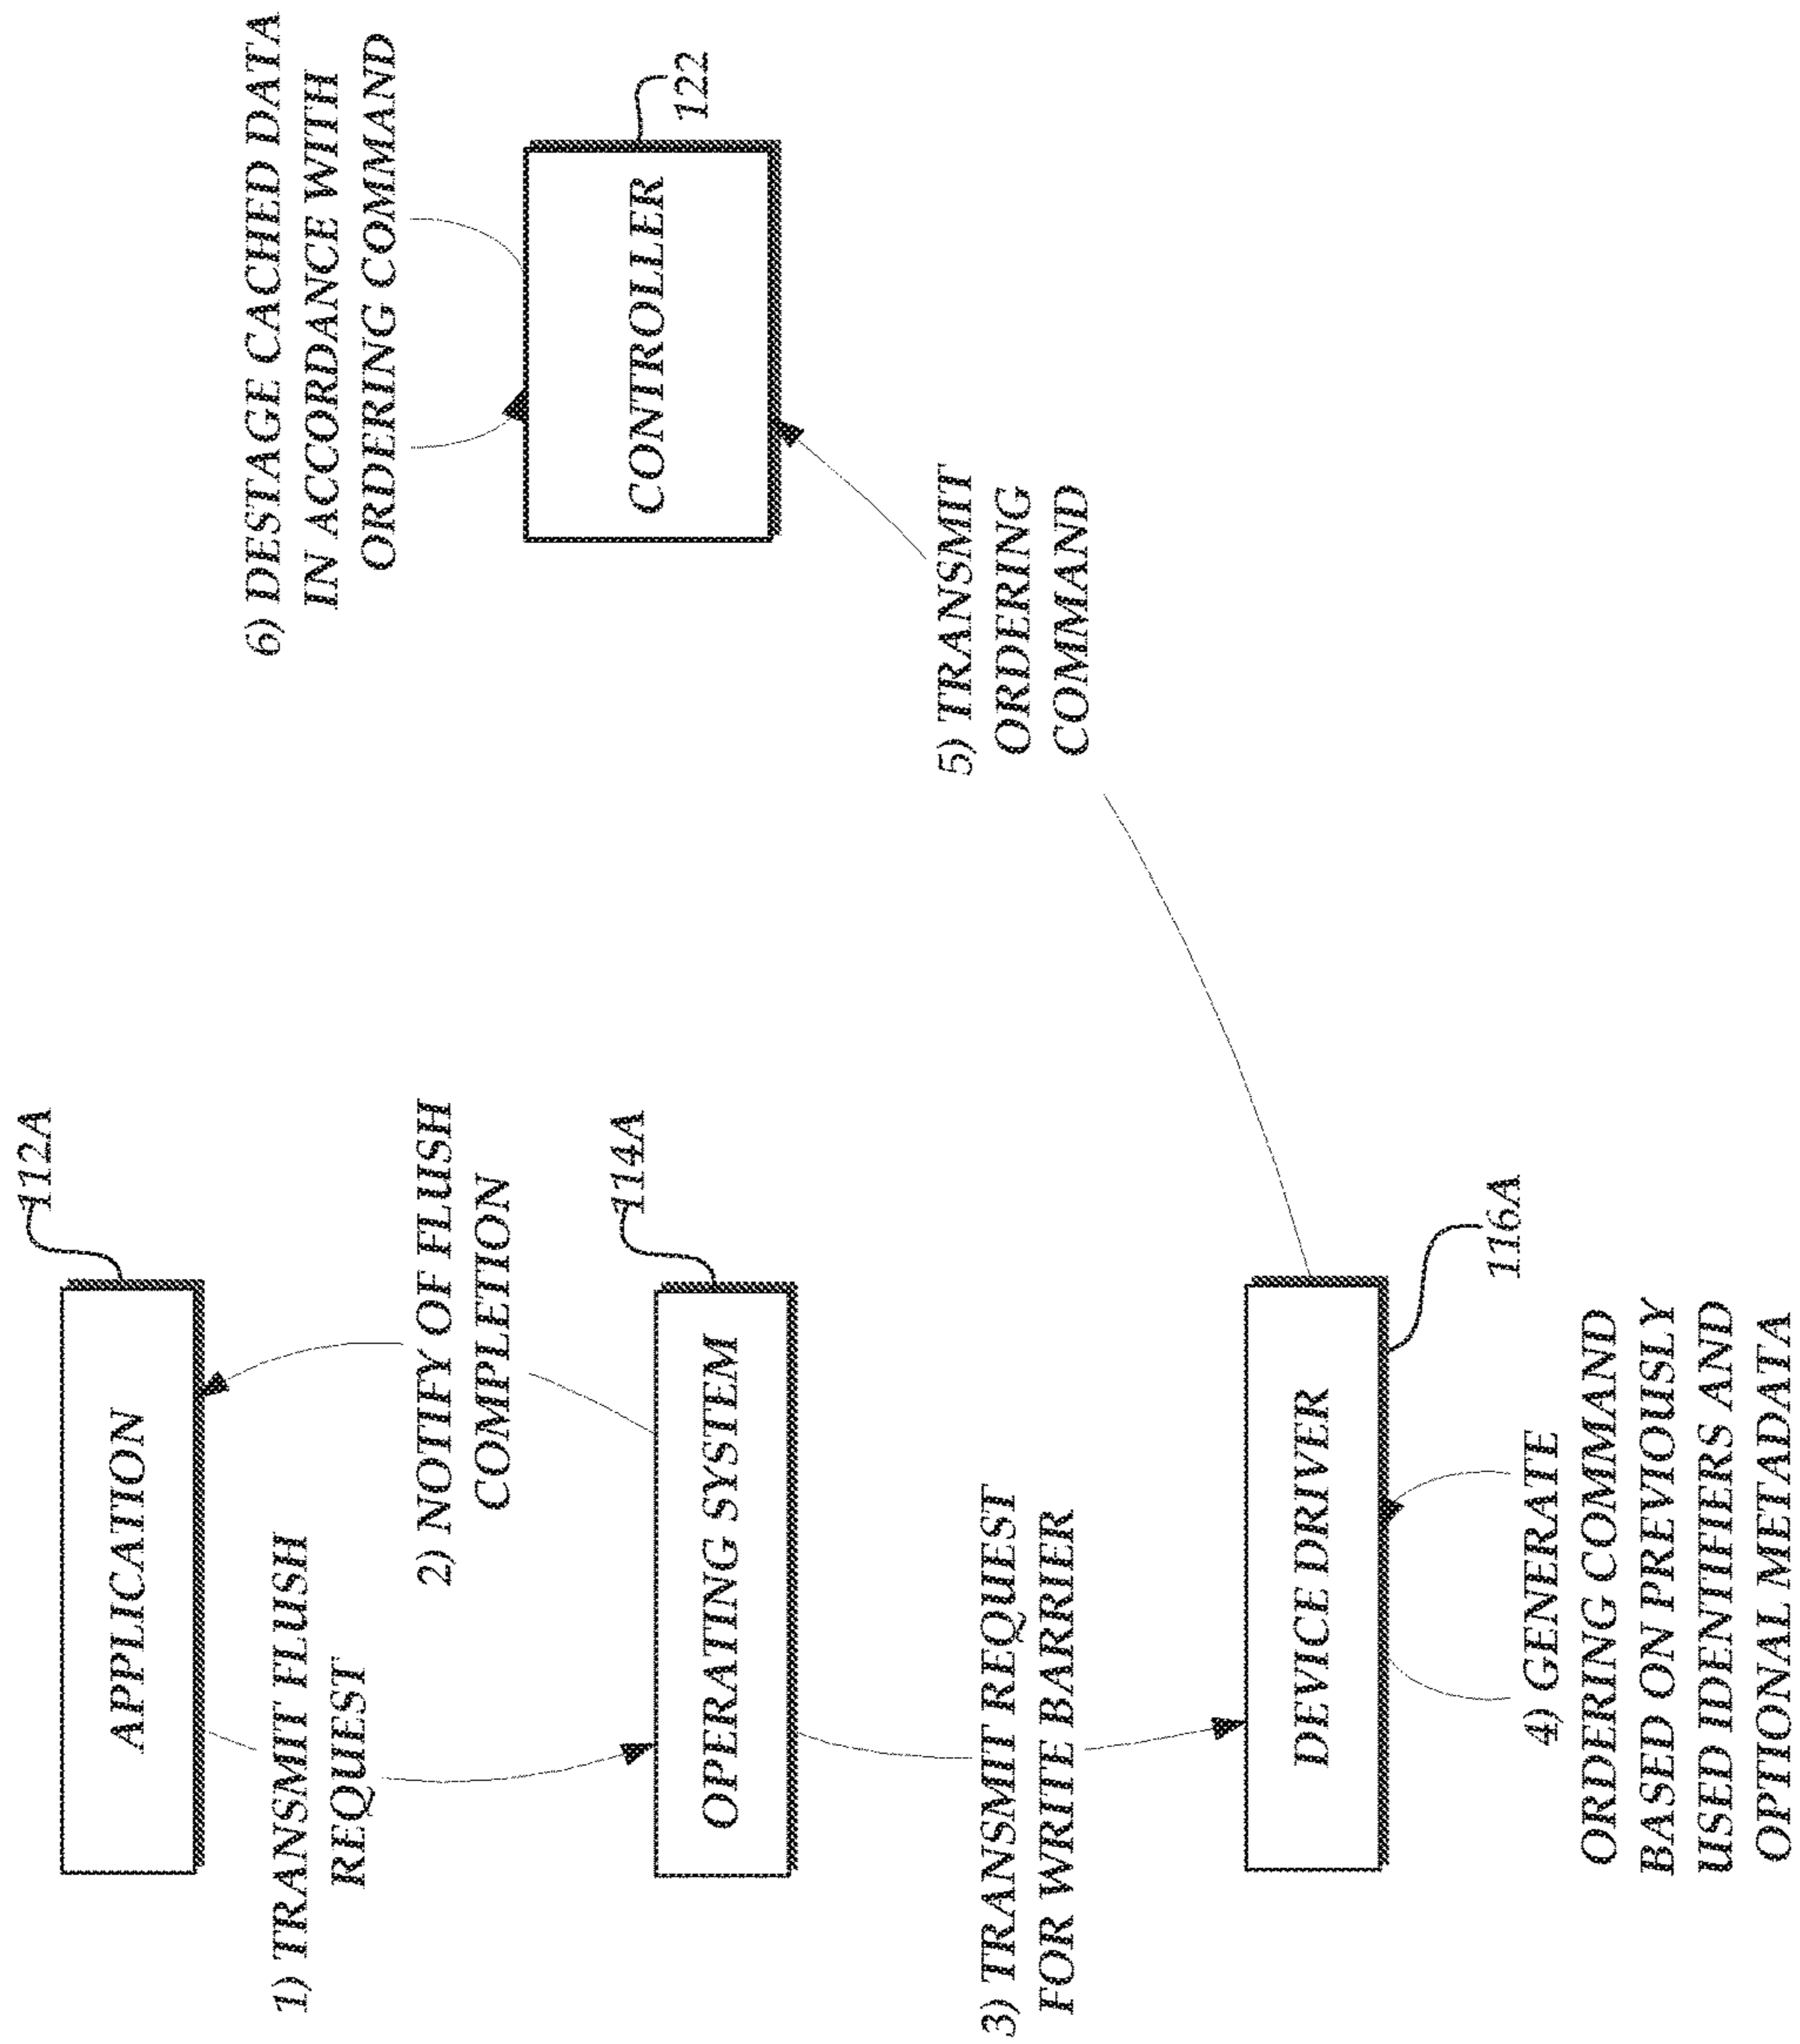 112A
APPLICATION
1) TRANSMIT FLUSH
REQUEST
2) NOTIFY OF FLUSH
COMPLETION
114A
OPERATING SYSTEM
3) TRANSMIT REQUEST
FOR WRITE BARRIER
DEVICE DRIVER
116A
4) GENERATE
ORDERING COMMAND
BASED ON PREVIOUSLY
USED IDENTIFIERS AND
OPTIONAL METADATA
5) TRANSMIT
ORDERING
COMMAND
6) DESTAGE CACHED DATA
IN ACCORDANCE WITH
ORDERING COMMAND
CONTROLLER
122